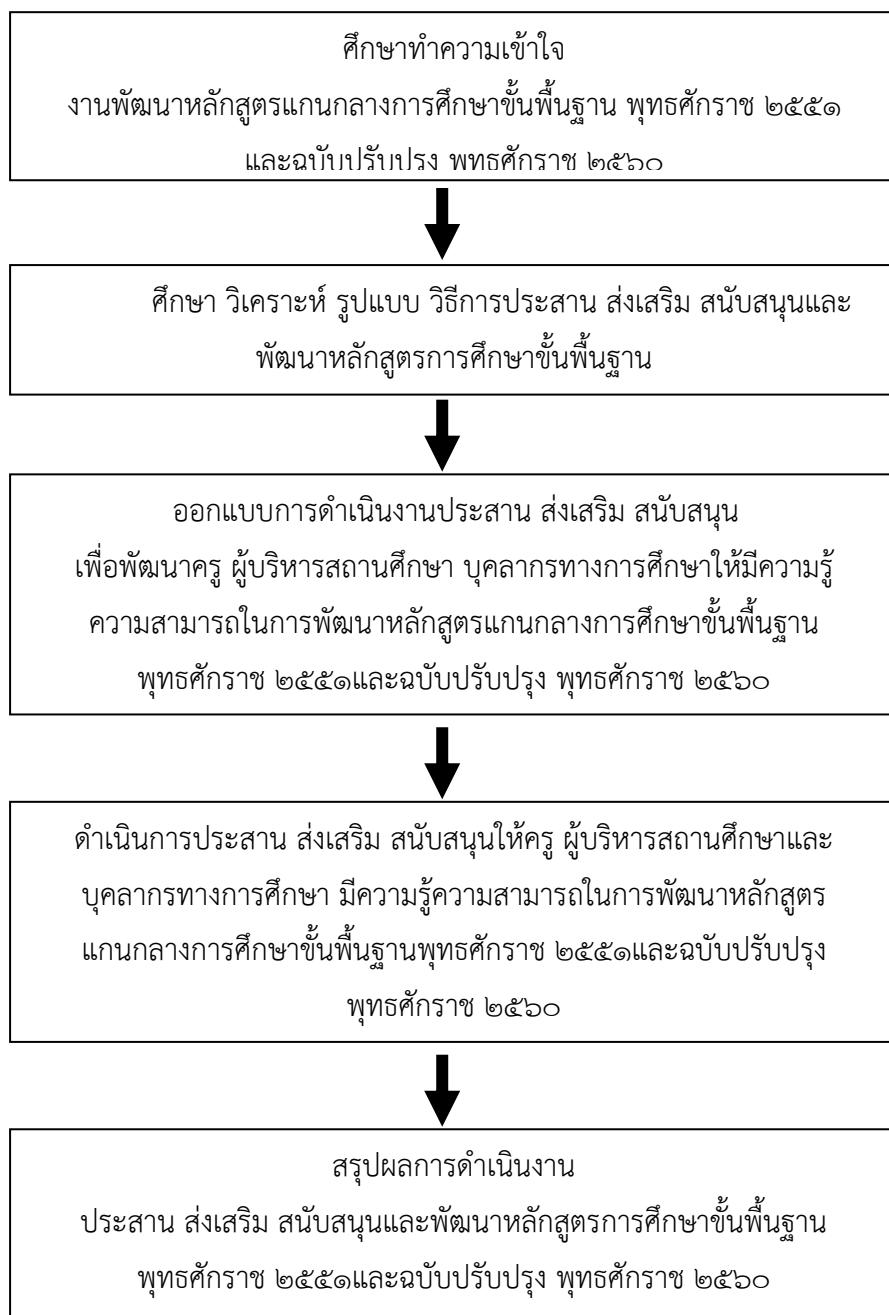 ศึกษาทำความเข้าใจ
งานพัฒนาหลักสูตรแกนกลางการศึกษาขั้นพื้นฐาน พุทธศักราช ๒๕๕๑
และฉบับปรับปรุง พุทธศักราช ๒๕๖๐
ศึกษา วิเคราะห์ รูปแบบ วิธีการประสาน ส่งเสริม สนับสนุนและ
พัฒนาหลักสูตรการศึกษาขั้นพื้นฐาน
ออกแบบการดำเนินงานประสาน ส่งเสริม สนับสนุน
เพื่อพัฒนาครู ผู้บริหารสถานศึกษา บุคลากรทางการศึกษาให้มีความรู้
ความสามารถในการพัฒนาหลักสูตรแกนกลางการศึกษาขั้นพื้นฐาน
พุทธศักราช ๒๕๕๑และฉบับปรับปรุง พุทธศักราช ๒๕๖๐
ดำเนินการประสาน ส่งเสริม สนับสนุนให้ครู ผู้บริหารสถานศึกษาและ
บุคลากรทางการศึกษา มีความรู้ความสามารถในการพัฒนาหลักสูตร
แกนกลางการศึกษาขั้นพื้นฐานพุทธศักราช ๒๕๕๑และฉบับปรับปรุง
พุทธศักราช ๒๕๖๐
สรุปผลการดำเนินงาน
ประสาน ส่งเสริม สนับสนุนและพัฒนาหลักสูตรการศึกษาขั้นพื้นฐาน
พุทธศักราช ๒๕๕๑และฉบับปรับปรุง พุทธศักราช ๒๕๖๐